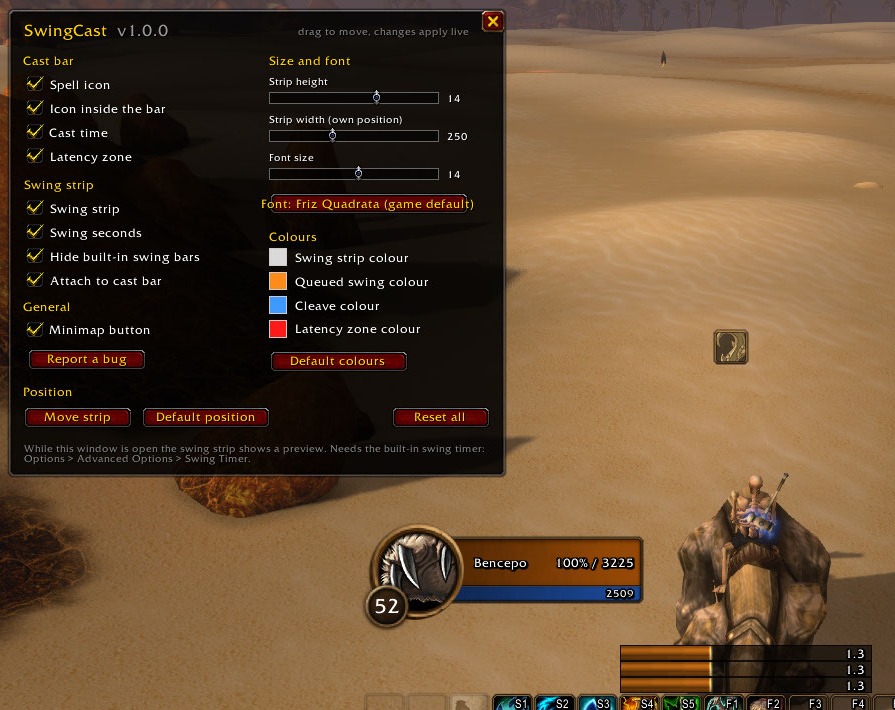 SwingCast v1.0.0
drag to move, changes apply live
Cast bar
Spell icon
Icon inside the bar
Cast time
Latency zone
Swing strip
Swing strip
Swing seconds
Hide built-in swing bars
Attach to cast bar
General
Minimap button
Report a bug
Size and font
Strip height
14
Strip width (own position)
250
Font size
14
Font: Friz Quadrata (game default)
Colours
Swing strip colour
Queued swing colour
Cleave colour
Latency zone colour
Default colours
Position
Move strip
Default position
Reset all
While this window is open the swing strip shows a preview. Needs the built-in swing timer:
Options > Advanced Options > Swing Timer.
Bencepo 100% / 3225
2509
52
1.3
1.3
1.3
S1 S2 S3 S4 S5 F1 F2 F3 F4